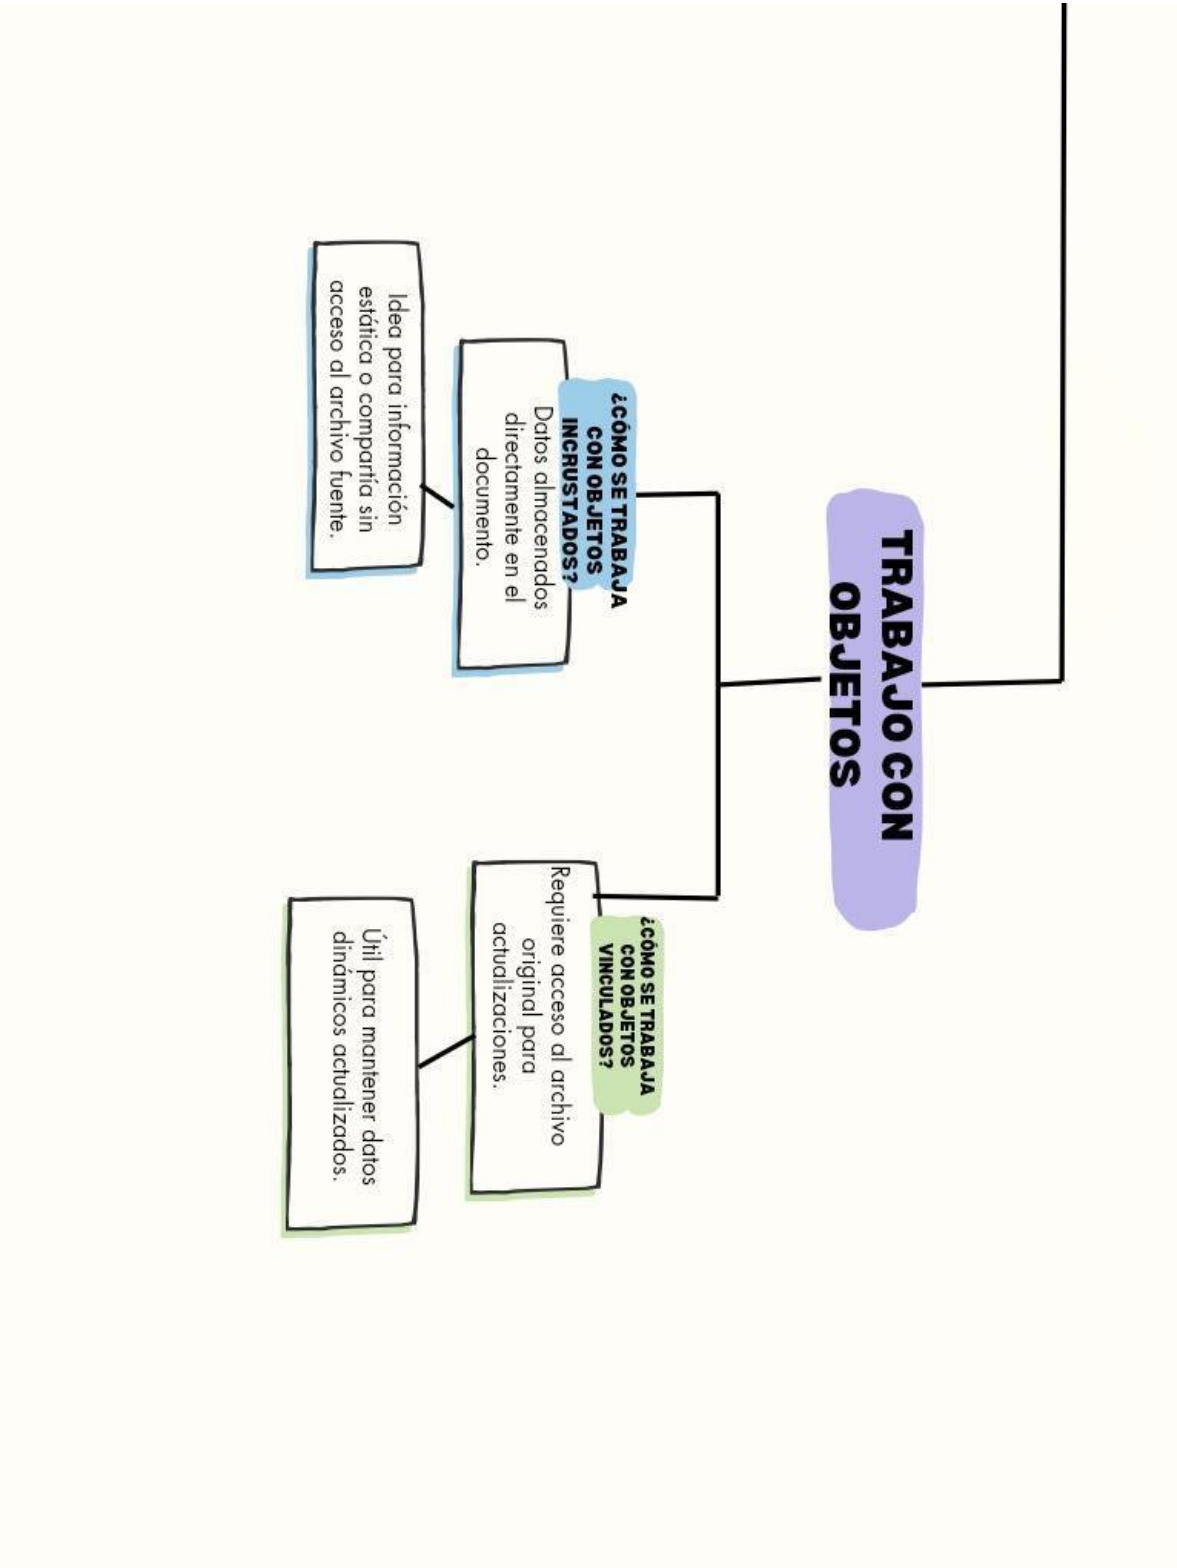 TRABAJO CON
OBJETOS
¿CÓMO SE TRABAJA
CON OBJETOS
INCRUSTADOS?
Datos almacenados
directamente en el
documento.
Idea para información
estática o compartía sin
acceso al archivo fuente.
¿CÓMO SE TRABAJA
CON OBJETOS
VINCULADOS?
Requiere acceso al archivo
original para
actualizaciones.
Útil para mantener datos
dinámicos actualizados.